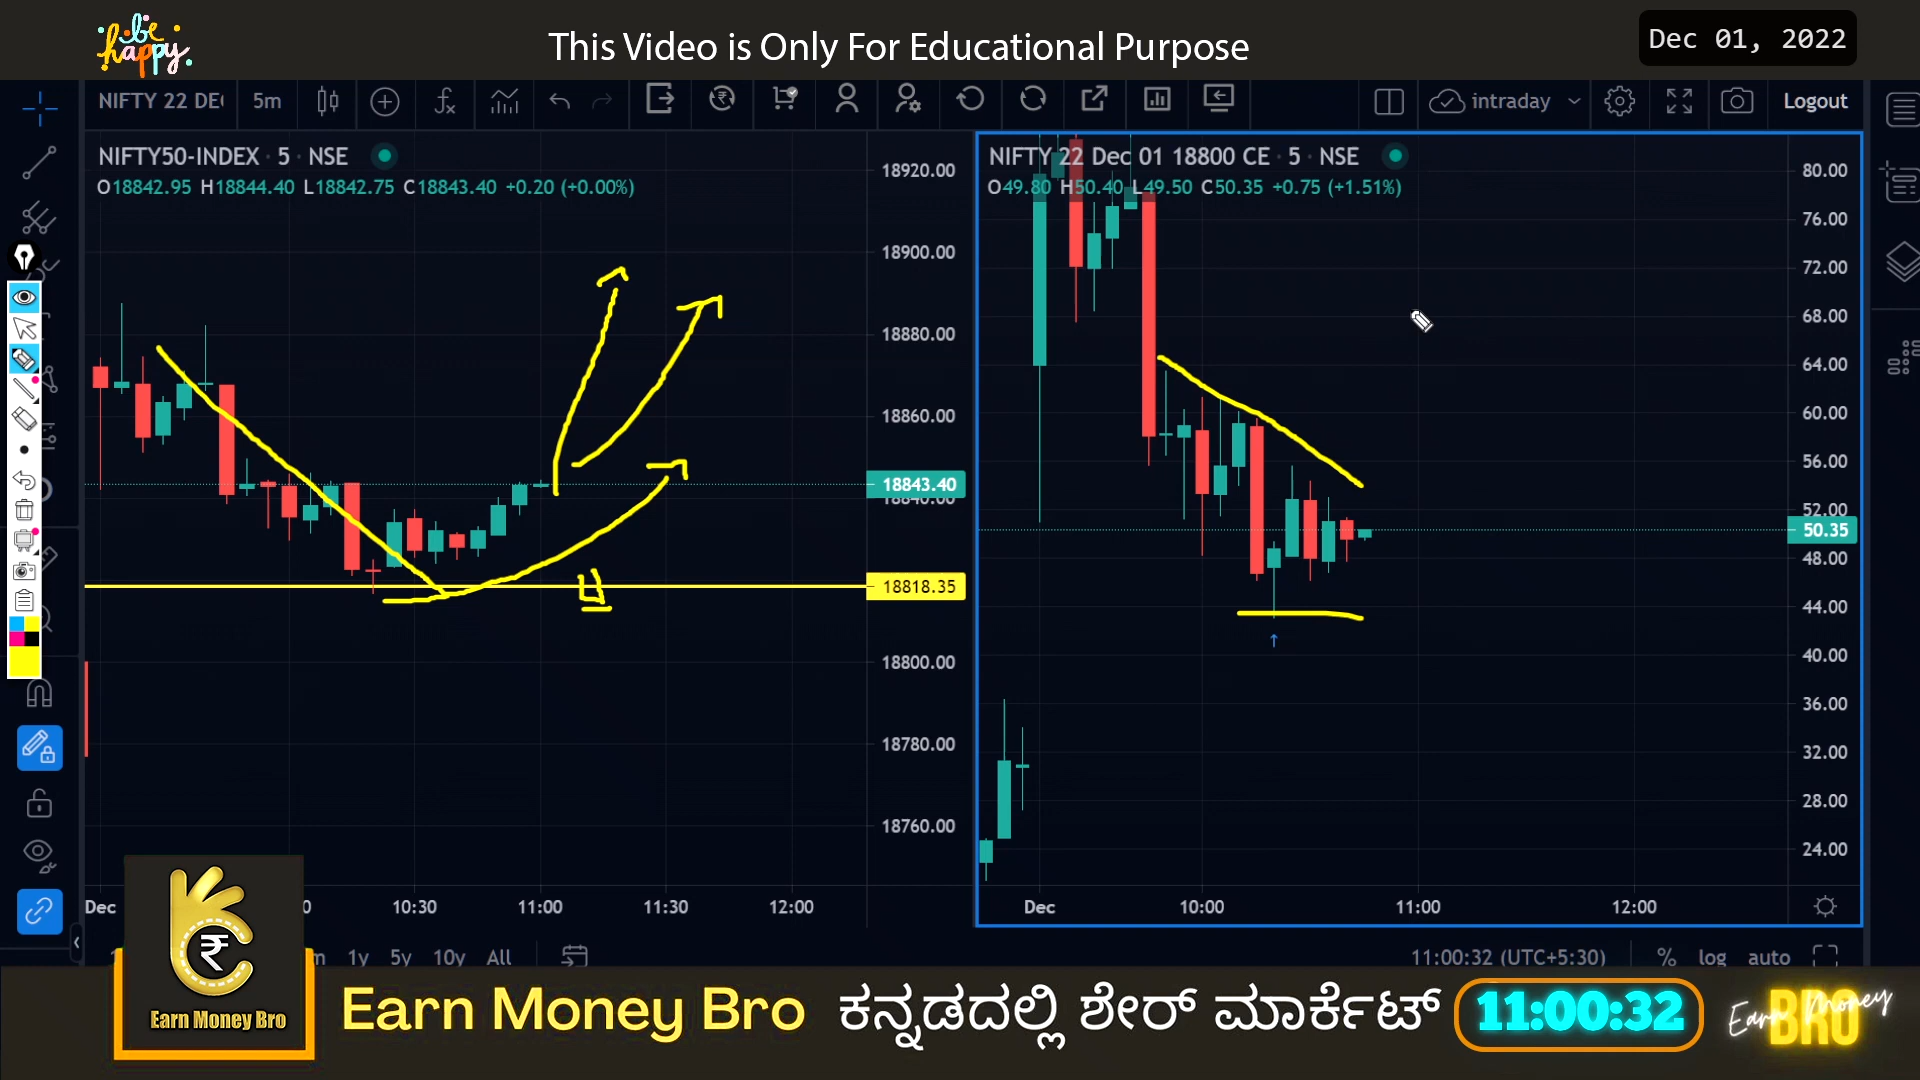 be happy
This Video is Only For Educational Purpose
Dec 01, 2022
NIFTY 22 DE
5m
intraday
Logout
NIFTY50-INDEX · 5 · NSE
O18842.95 H18844.40 L18842.75 C18843.40 +0.20 (+0.00%)
18920.00
18900.00
18880.00
18860.00
18843.40
18840.00
18818.35
18800.00
18780.00
18760.00
Dec
0
10:30
11:00
11:30
12:00
NIFTY 22 Dec 01 18800 CE · 5 · NSE
O49.80 H50.40 L49.50 C50.35 +0.75 (+1.51%)
80.00
76.00
72.00
68.00
64.00
60.00
56.00
52.00
50.35
48.00
44.00
40.00
36.00
32.00
28.00
24.00
Dec
10:00
11:00
12:00
m 1y 5y 10y All
11:00:32 (UTC+5:30)
% log auto
Earn Money Bro
Earn Money Bro ಕನ್ನಡದಲ್ಲಿ ಶೇರ್ ಮಾರ್ಕೆಟ್
11:00:32
Earn Money
BRO